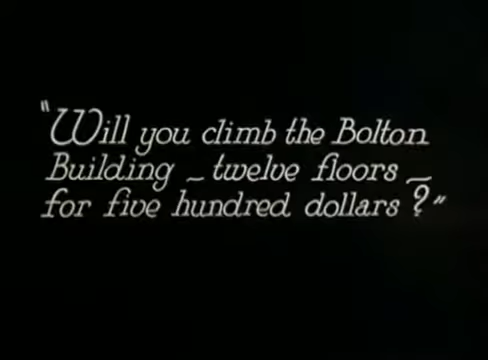 "Will you climb the Bolton
Building - twelve floors -
for five hundred dollars?"